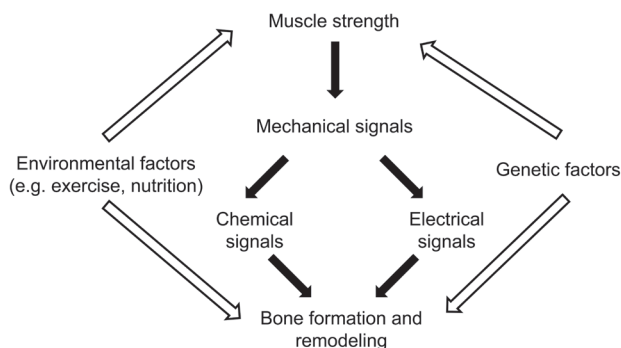 Muscle strength
Mechanical signals
Environmental factors
(e.g. exercise, nutrition)
Genetic factors
Chemical
signals
Electrical
signals
Bone formation and
remodeling